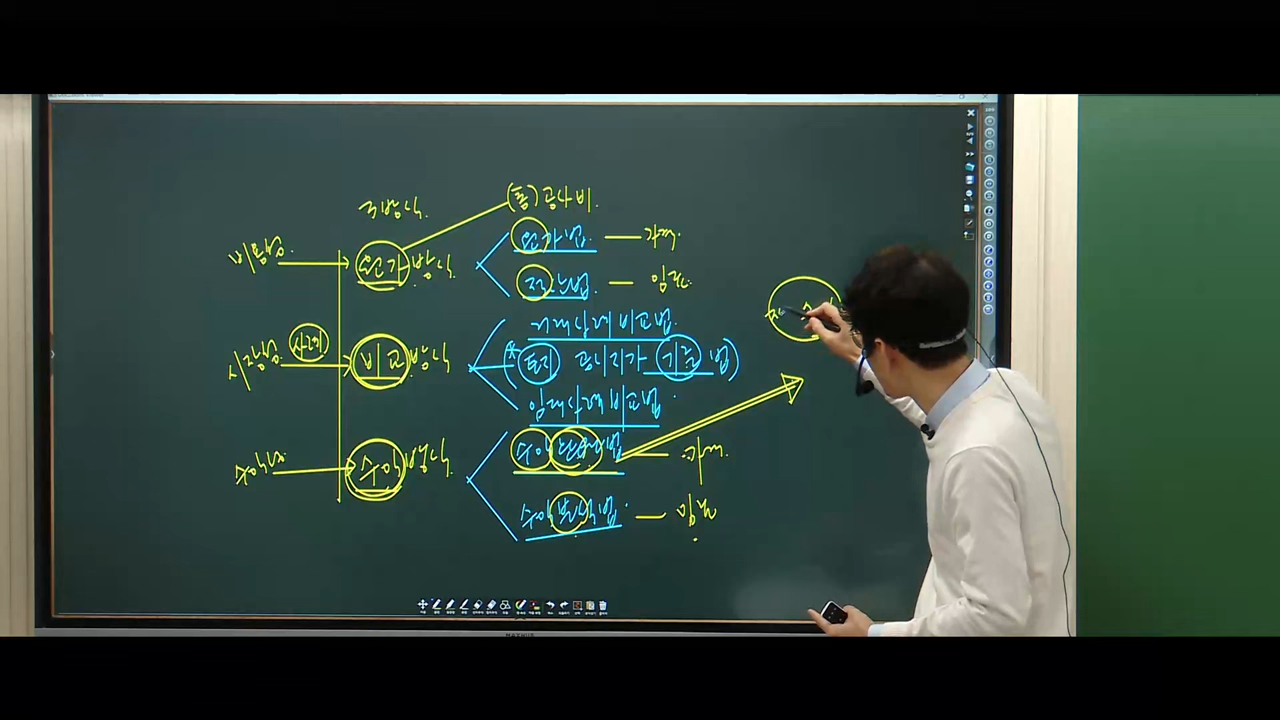 3방식
(총)공사비
비용성
원가방식
원가법 — 가액
적산법 — 임료
시장성
사례
비교방식
거래사례비교법
(* 토지 공시지가기준법)
임대사례비교법
수익성
수익방식
수익환원법 — 가액
수익분석법 — 임료